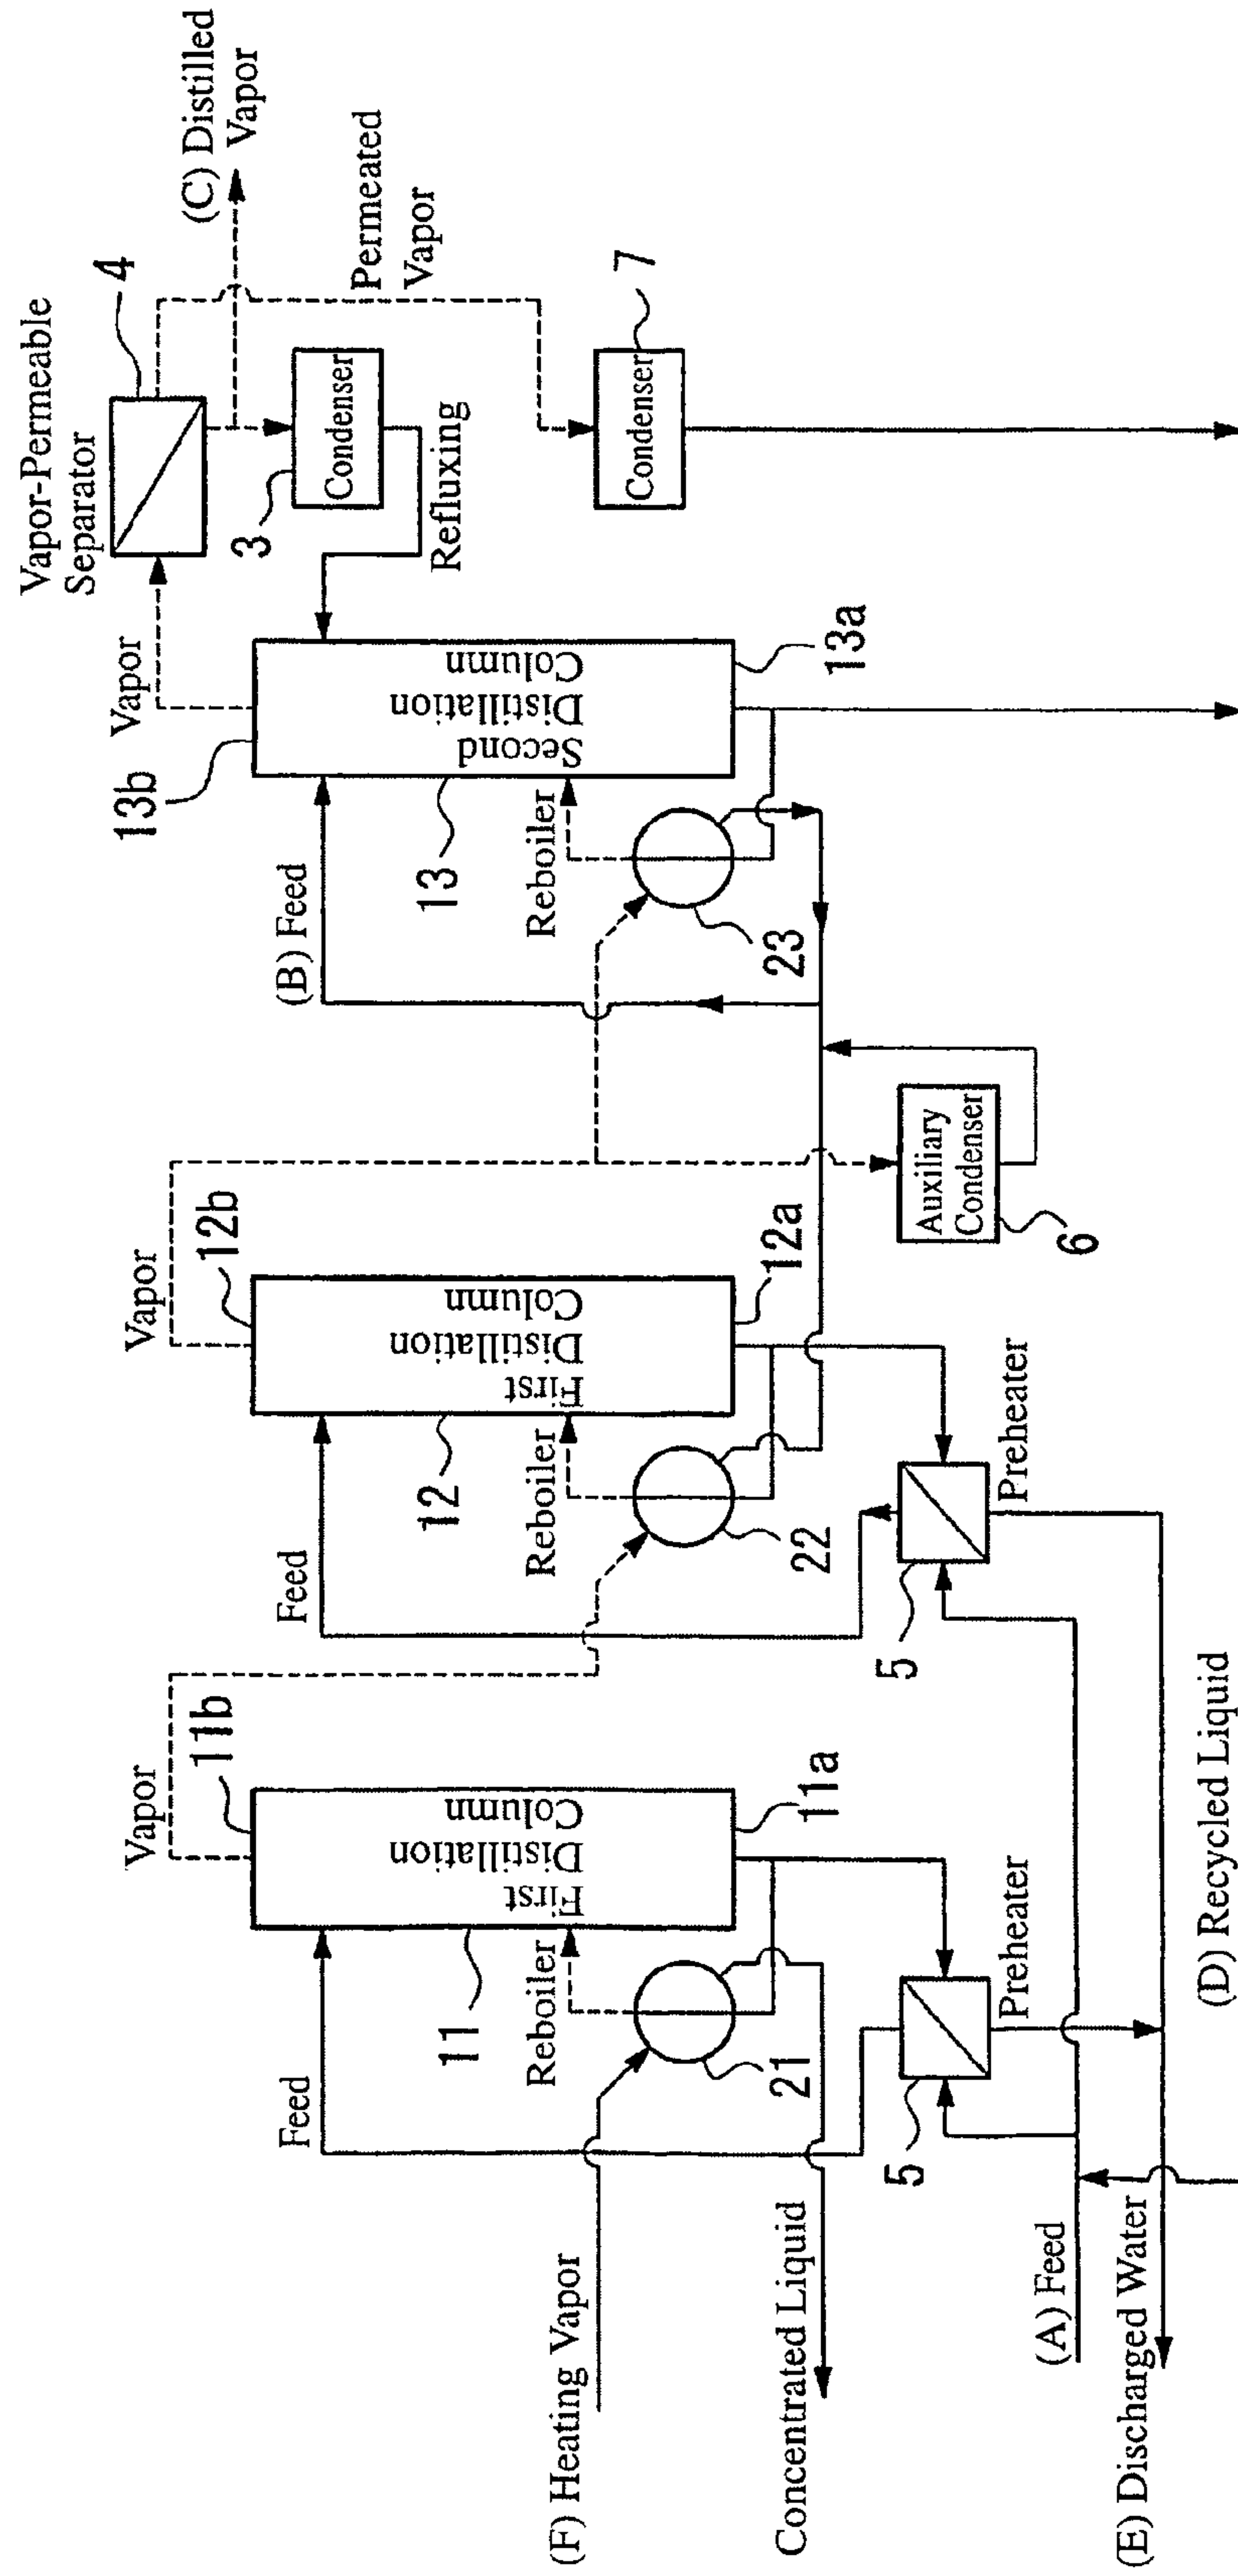 Vapor-Permeable
Separator
4
(C) Distilled
Vapor
Permeated
Vapor
3
Condenser
Refluxing
7
Condenser
Vapor
13b
Second
Distillation
Column
13
13a
(B) Feed
Reboiler
23
Vapor
12b
First
Distillation
Column
12
12a
Feed
Reboiler
22
Auxiliary
Condenser
6
5
Preheater
Vapor
11b
First
Distillation
Column
11
11a
Feed
Reboiler
21
5
Preheater
(F) Heating Vapor
Concentrated Liquid
(A) Feed
(E) Discharged Water
(D) Recycled Liquid